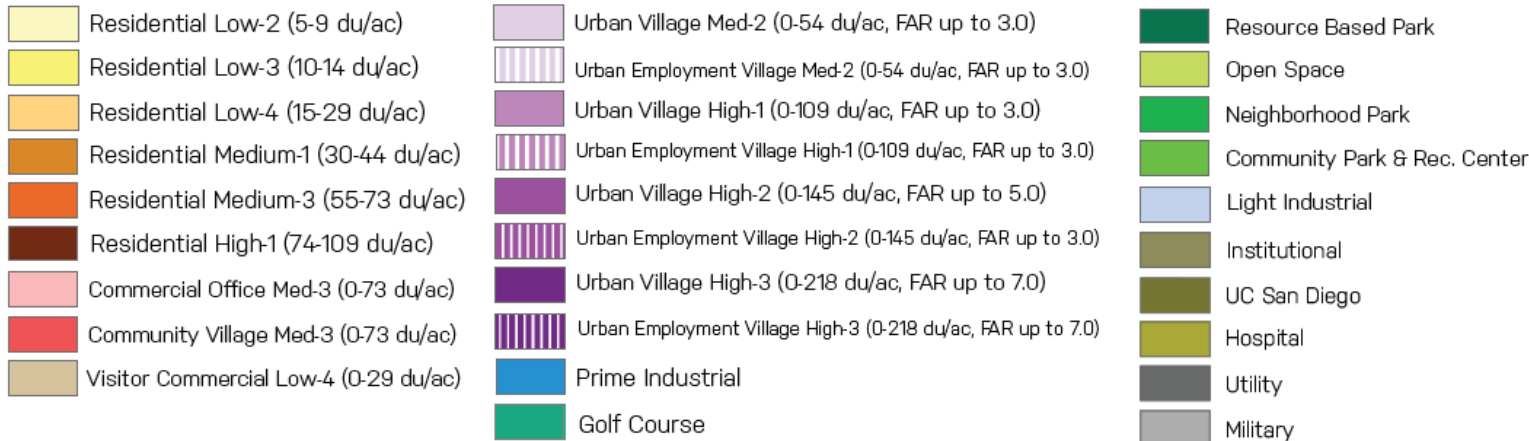 Residential Low-2 (5-9 du/ac)
Residential Low-3 (10-14 du/ac)
Residential Low-4 (15-29 du/ac)
Residential Medium-1 (30-44 du/ac)
Residential Medium-3 (55-73 du/ac)
Residential High-1 (74-109 du/ac)
Commercial Office Med-3 (0-73 du/ac)
Community Village Med-3 (0-73 du/ac)
Visitor Commercial Low-4 (0-29 du/ac)
Urban Village Med-2 (0-54 du/ac, FAR up to 3.0)
Urban Employment Village Med-2 (0-54 du/ac, FAR up to 3.0)
Urban Village High-1 (0-109 du/ac, FAR up to 3.0)
Urban Employment Village High-1 (0-109 du/ac, FAR up to 3.0)
Urban Village High-2 (0-145 du/ac, FAR up to 5.0)
Urban Employment Village High-2 (0-145 du/ac, FAR up to 3.0)
Urban Village High-3 (0-218 du/ac, FAR up to 7.0)
Urban Employment Village High-3 (0-218 du/ac, FAR up to 7.0)
Prime Industrial
Golf Course
Resource Based Park
Open Space
Neighborhood Park
Community Park & Rec. Center
Light Industrial
Institutional
UC San Diego
Hospital
Utility
Military